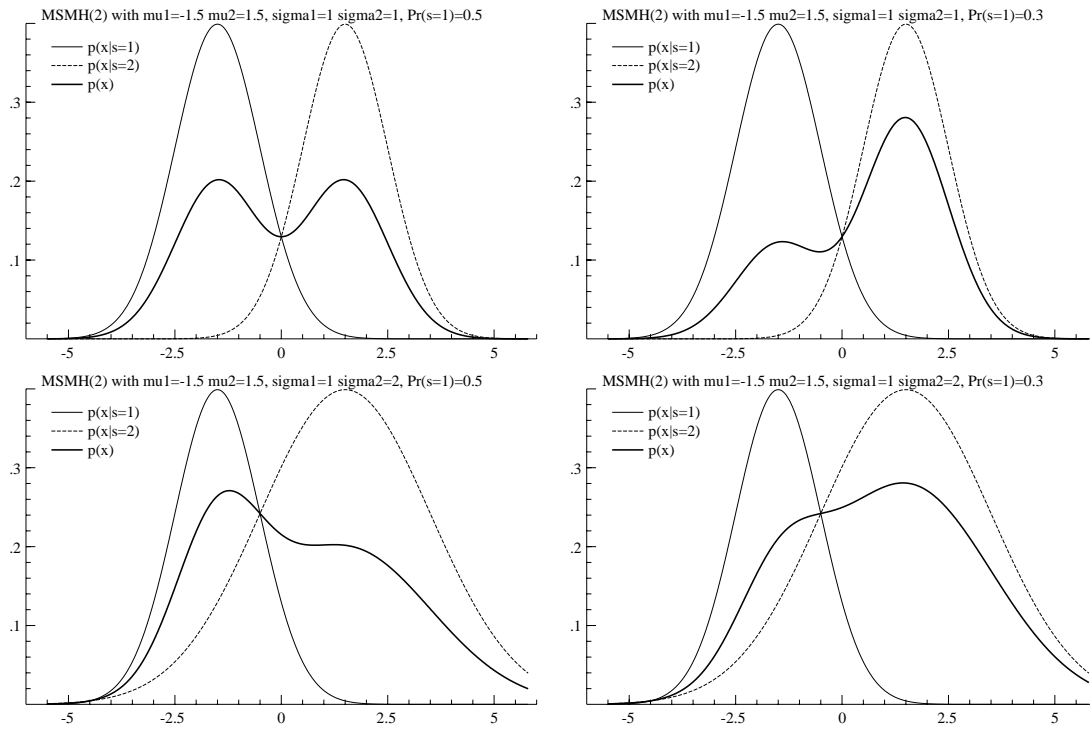 MSMH(2) with mu1=-1.5 mu2=1.5, sigma1=1 sigma2=1, Pr(s=1)=0.5
p(x|s=1)
p(x|s=2)
p(x)
.3
.2
.1
-5 -2.5 0 2.5 5
MSMH(2) with mu1=-1.5 mu2=1.5, sigma1=1 sigma2=1, Pr(s=1)=0.3
p(x|s=1)
p(x|s=2)
p(x)
.3
.2
.1
-5 -2.5 0 2.5 5
MSMH(2) with mu1=-1.5 mu2=1.5, sigma1=1 sigma2=2, Pr(s=1)=0.5
p(x|s=1)
p(x|s=2)
p(x)
.3
.2
.1
-5 -2.5 0 2.5 5
MSMH(2) with mu1=-1.5 mu2=1.5, sigma1=1 sigma2=2, Pr(s=1)=0.3
p(x|s=1)
p(x|s=2)
p(x)
.3
.2
.1
-5 -2.5 0 2.5 5